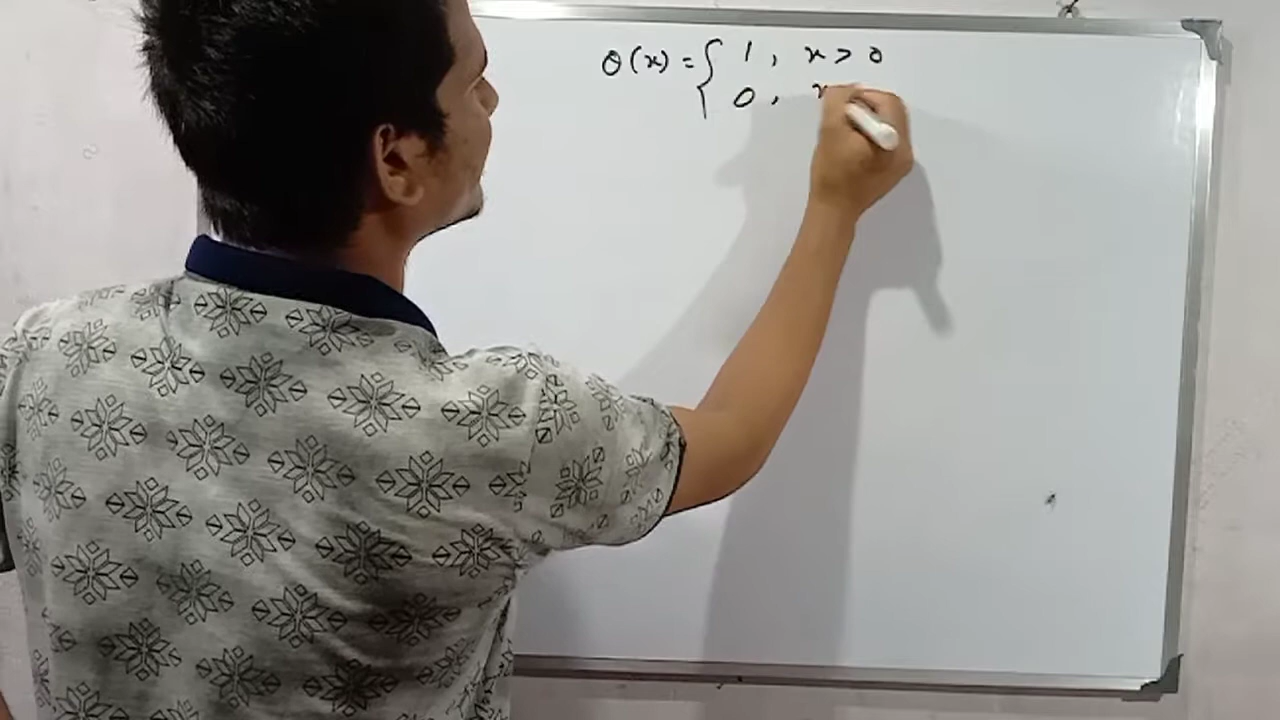 θ(x) = { 1, x > 0
0, x